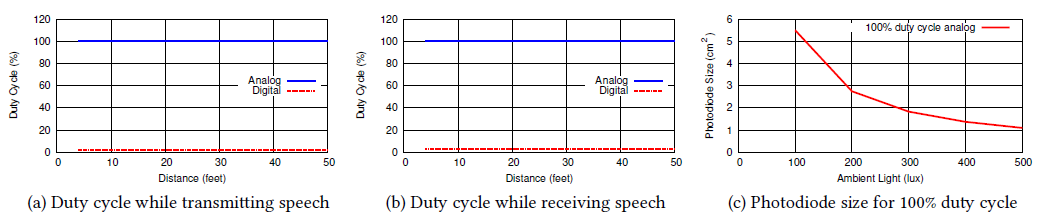 120
100
80
60
40
20
0
Duty Cycle (%)
Analog
Digital
0 10 20 30 40 50
Distance (feet)
(a) Duty cycle while transmitting speech
120
100
80
60
40
20
0
Duty Cycle (%)
Analog
Digital
0 10 20 30 40 50
Distance (feet)
(b) Duty cycle while receiving speech
6
5
4
3
2
1
0
Photodiode Size (cm²)
100% duty cycle analog
0 100 200 300 400 500
Ambient Light (lux)
(c) Photodiode size for 100% duty cycle